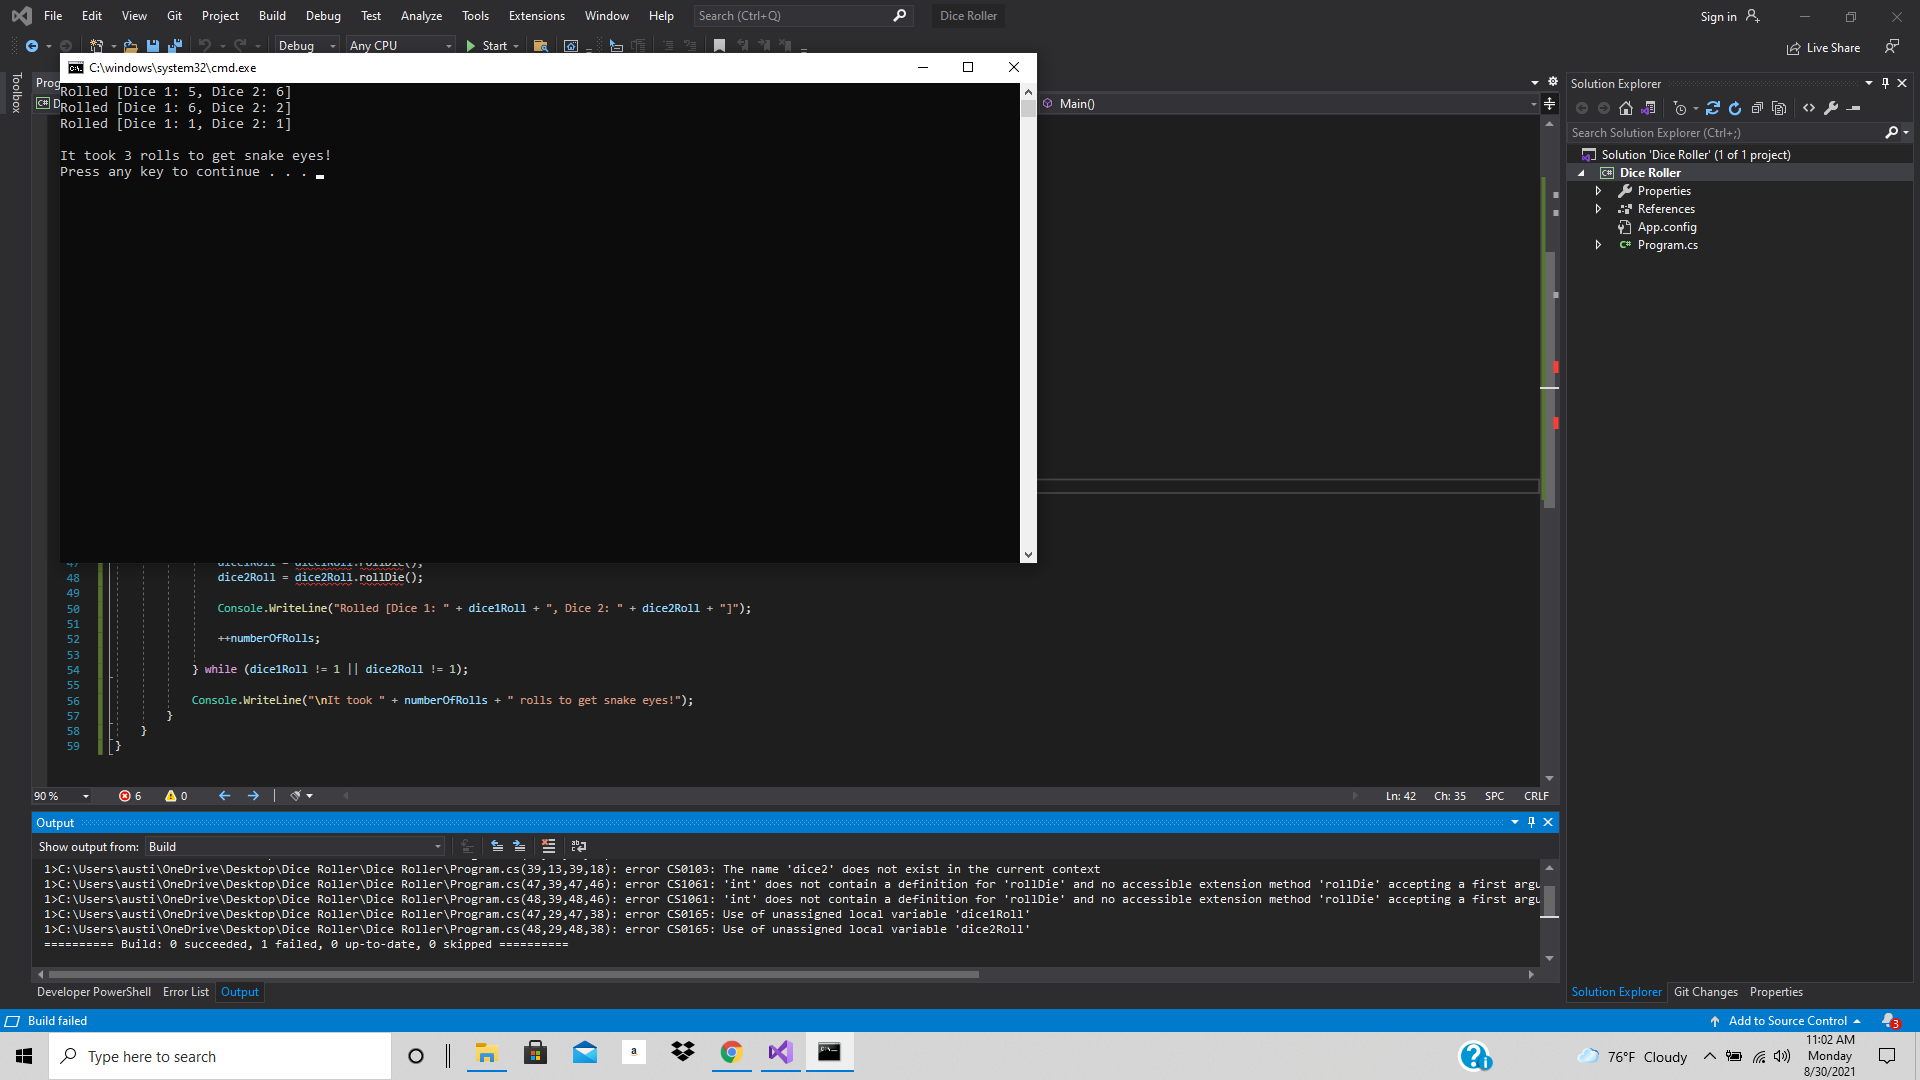 File Edit View Git Project Build Debug Test Analyze Tools Extensions Window Help Search (Ctrl+Q) Dice Roller Sign in
Debug Any CPU Start Live Share
C:\windows\system32\cmd.exe
Rolled [Dice 1: 5, Dice 2: 6]
Rolled [Dice 1: 6, Dice 2: 2]
Rolled [Dice 1: 1, Dice 2: 1]
It took 3 rolls to get snake eyes!
Press any key to continue . . .
Toolbox
Prog
Main()
48 dice2Roll = dice2Roll.rollDie();
49
50 Console.WriteLine("Rolled [Dice 1: " + dice1Roll + ", Dice 2: " + dice2Roll + "]");
51
52 ++numberOfRolls;
53
54 } while (dice1Roll != 1 || dice2Roll != 1);
55
56 Console.WriteLine("\nIt took " + numberOfRolls + " rolls to get snake eyes!");
57 }
58 }
59 }
90 % 6 0 Ln: 42 Ch: 35 SPC CRLF
Output
Show output from: Build
1>C:\Users\austi\OneDrive\Desktop\Dice Roller\Dice Roller\Program.cs(39,13,39,18): error CS0103: The name 'dice2' does not exist in the current context
1>C:\Users\austi\OneDrive\Desktop\Dice Roller\Dice Roller\Program.cs(47,39,47,46): error CS1061: 'int' does not contain a definition for 'rollDie' and no accessible extension method 'rollDie' accepting a first argu
1>C:\Users\austi\OneDrive\Desktop\Dice Roller\Dice Roller\Program.cs(48,39,48,46): error CS1061: 'int' does not contain a definition for 'rollDie' and no accessible extension method 'rollDie' accepting a first argu
1>C:\Users\austi\OneDrive\Desktop\Dice Roller\Dice Roller\Program.cs(47,29,47,38): error CS0165: Use of unassigned local variable 'dice1Roll'
1>C:\Users\austi\OneDrive\Desktop\Dice Roller\Dice Roller\Program.cs(48,29,48,38): error CS0165: Use of unassigned local variable 'dice2Roll'
========== Build: 0 succeeded, 1 failed, 0 up-to-date, 0 skipped ==========
Developer PowerShell Error List Output
Solution Explorer
Search Solution Explorer (Ctrl+;)
Solution 'Dice Roller' (1 of 1 project)
C# Dice Roller
Properties
References
App.config
C# Program.cs
Solution Explorer Git Changes Properties
Build failed Add to Source Control 3
Type here to search
a
76°F Cloudy
11:02 AM
Monday
8/30/2021